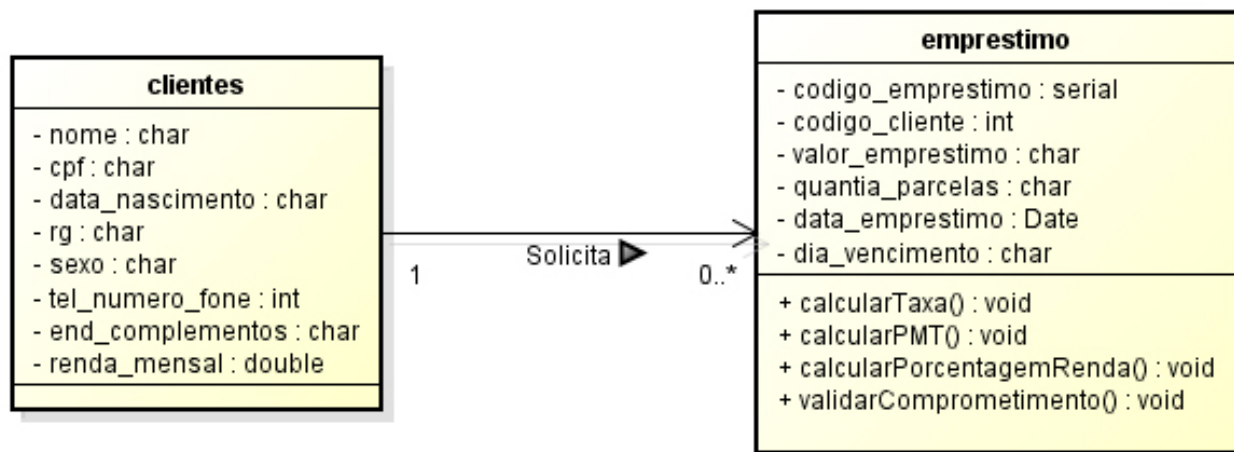 clientes
- nome : char
- cpf : char
- data_nascimento : char
- rg : char
- sexo : char
- tel_numero_fone : int
- end_complementos : char
- renda_mensal : double
Solicita
1
0..*
emprestimo
- codigo_emprestimo : serial
- codigo_cliente : int
- valor_emprestimo : char
- quantia_parcelas : char
- data_emprestimo : Date
- dia_vencimento : char
+ calcularTaxa() : void
+ calcularPMT() : void
+ calcularPorcentagemRenda() : void
+ validarComprometimento() : void